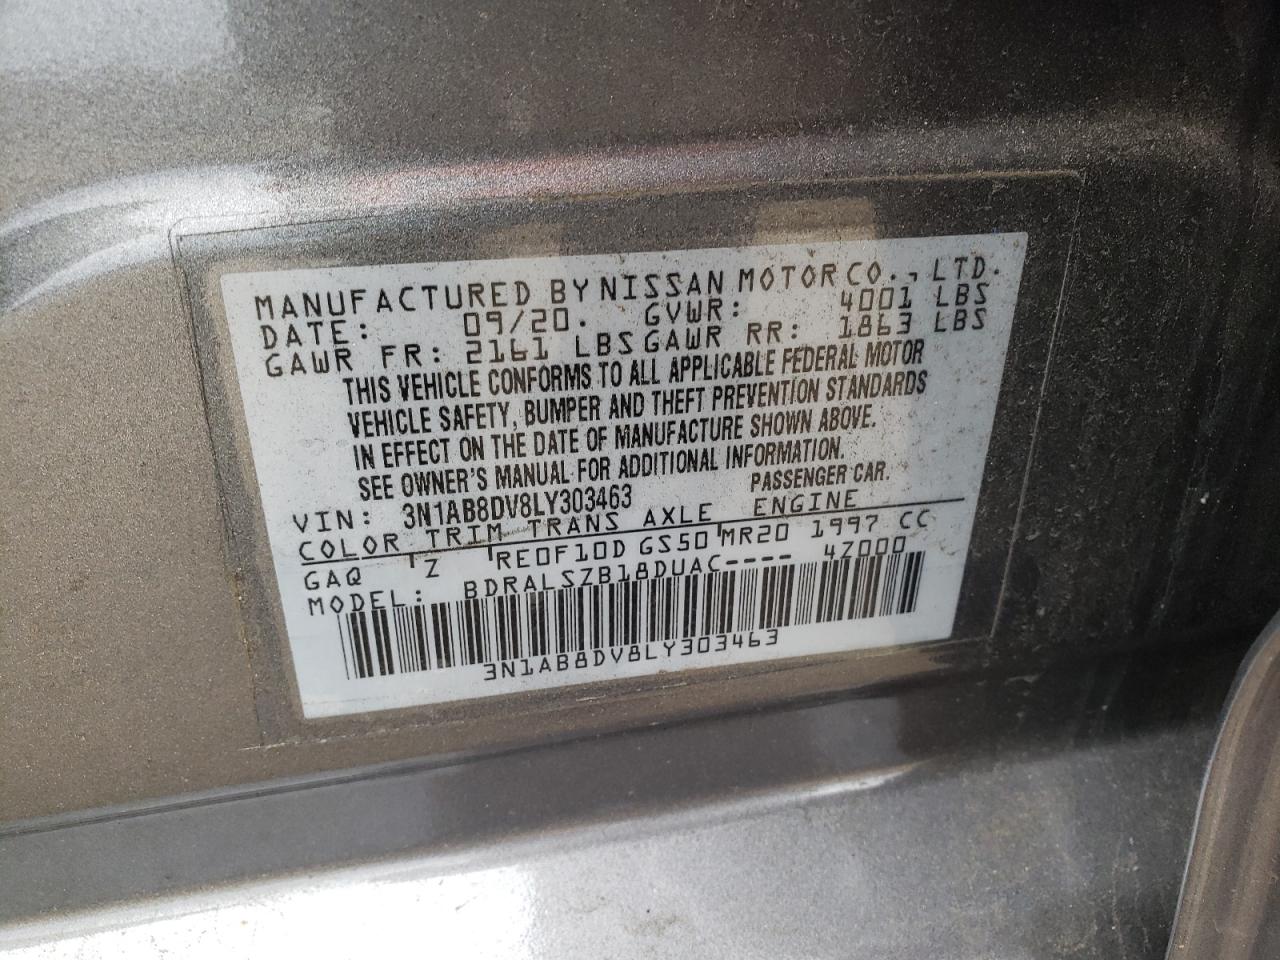 MANUFACTURED BY NISSAN MOTOR CO., LTD.
DATE: 09/20. GVWR: 4001 LBS
GAWR FR: 2161 LBS GAWR RR: 1863 LBS
THIS VEHICLE CONFORMS TO ALL APPLICABLE FEDERAL MOTOR
VEHICLE SAFETY, BUMPER AND THEFT PREVENTION STANDARDS
IN EFFECT ON THE DATE OF MANUFACTURE SHOWN ABOVE.
SEE OWNER'S MANUAL FOR ADDITIONAL INFORMATION.
VIN: 3N1AB8DV8LY303463 PASSENGER CAR.
COLOR TRIM TRANS AXLE ENGINE
GAQ Z RE0F10D GS50 MR20 1997 CC
MODEL: BDRALSZB18DUAC---- 4Z000
3N1AB8DV8LY303463